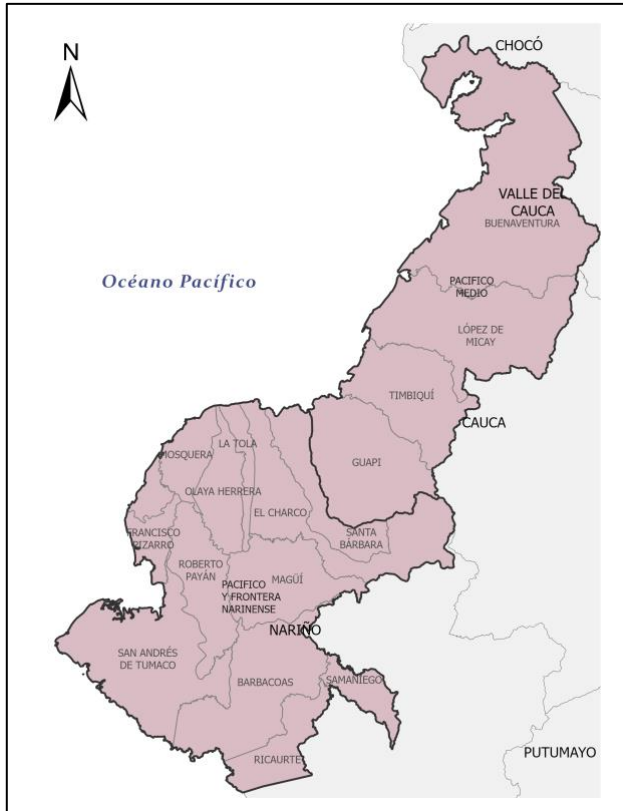 N
CHOCÓ
VALLE DEL
CAUCA
BUENAVENTURA
Océano Pacífico
PACIFICO
MEDIO
LÓPEZ DE
MICAY
TIMBIQUÍ
CAUCA
LA TOLA
MOSQUERA
GUAPI
OLAYA HERRERA
EL CHARCO
FRANCISCO
PIZARRO
SANTA
BÁRBARA
ROBERTO
PAYÁN
MAGÜÍ
PACIFICO
Y FRONTERA
NARINENSE
NARIÑO
SAN ANDRÉS
DE TUMACO
BARBACOAS
SAMANIEGO
RICAURTE
PUTUMAYO